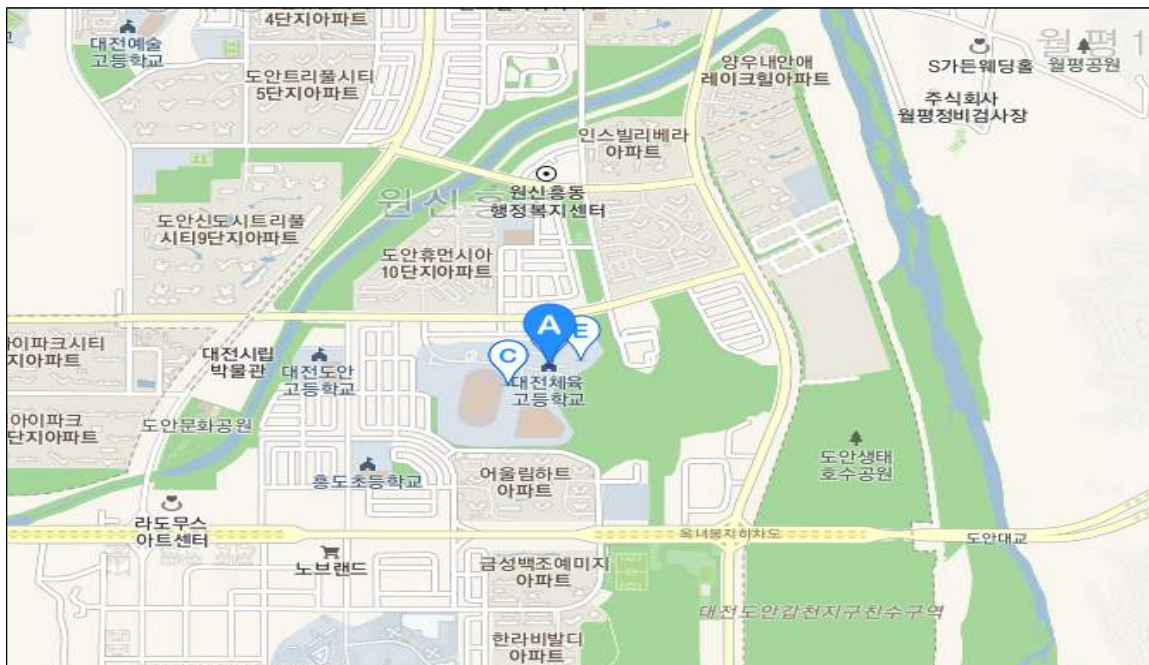 4단지아파트
대전예술
고등학교
도안트리풀시티
5단지아파트
양우내안애
레이크힐아파트
S가든웨딩홀
월평1
월평공원
주식회사
월평정비검사장
인스빌리베라
아파트
원신흥
원신흥동
행정복지센터
도안신도시트리풀
시티9단지아파트
도안휴먼시아
10단지아파트
A
E
C
아이파크시티
지아파트
대전시립
박물관
대전도안
고등학교
대전체육
고등학교
아이파크
단지아파트
도안문화공원
도안생태
호수공원
흥도초등학교
어울림하트
아파트
라도무스
아트센터
옥녀봉지하차도
도안대교
노브랜드
금성백조예미지
아파트
대전도안갑천지구친수구역
한라비발디
아파트